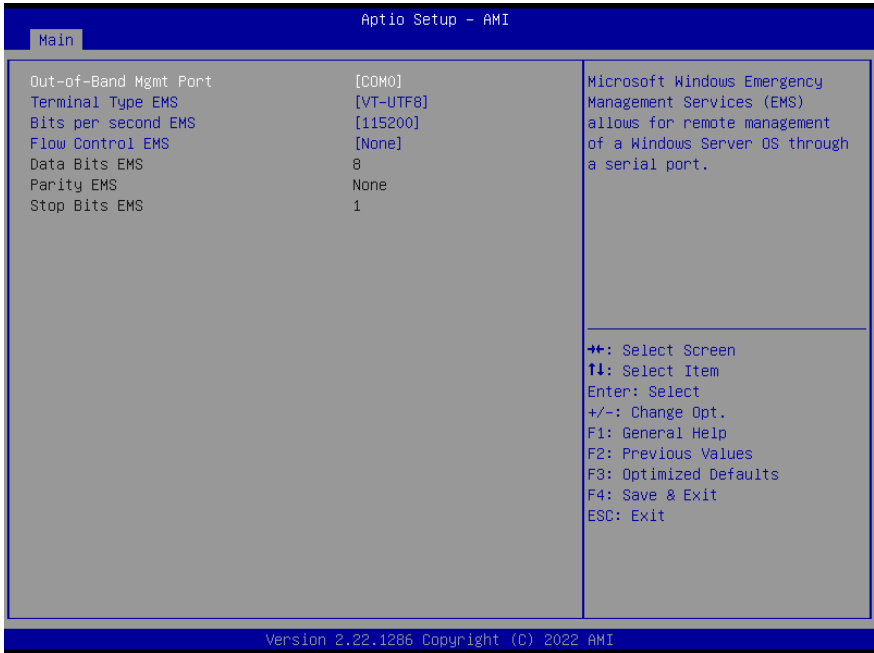 Aptio Setup – AMI
Main
Out-of-Band Mgmt Port [COM0]
Terminal Type EMS [VT-UTF8]
Bits per second EMS [115200]
Flow Control EMS [None]
Data Bits EMS 8
Parity EMS None
Stop Bits EMS 1
Microsoft Windows Emergency
Management Services (EMS)
allows for remote management
of a Windows Server OS through
a serial port.
→←: Select Screen
↑↓: Select Item
Enter: Select
+/-: Change Opt.
F1: General Help
F2: Previous Values
F3: Optimized Defaults
F4: Save & Exit
ESC: Exit
Version 2.22.1286 Copyright (C) 2022 AMI